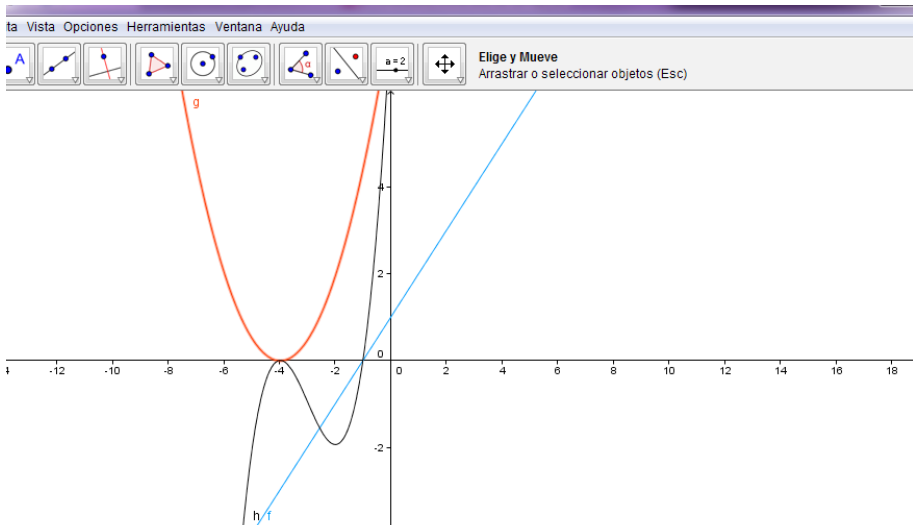 ta Vista Opciones Herramientas Ventana Ayuda
A
α
a = 2
Elige y Mueve
Arrastrar o seleccionar objetos (Esc)
g
4
2
0
-12 -10 -8 -6 -4 -2 0 2 4 6 8 10 12 14 16 18
-2
h f